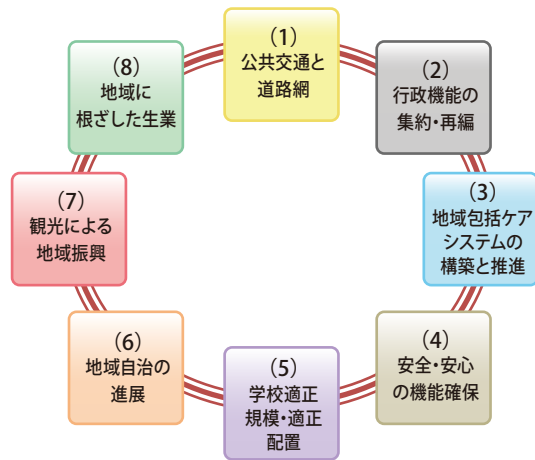 (1)
公共交通と
道路網
(2)
行政機能の
集約・再編
(3)
地域包括ケア
システムの
構築と推進
(4)
安全・安心
の機能確保
(5)
学校適正
規模・適正
配置
(6)
地域自治の
進展
(7)
観光による
地域振興
(8)
地域に
根ざした生業